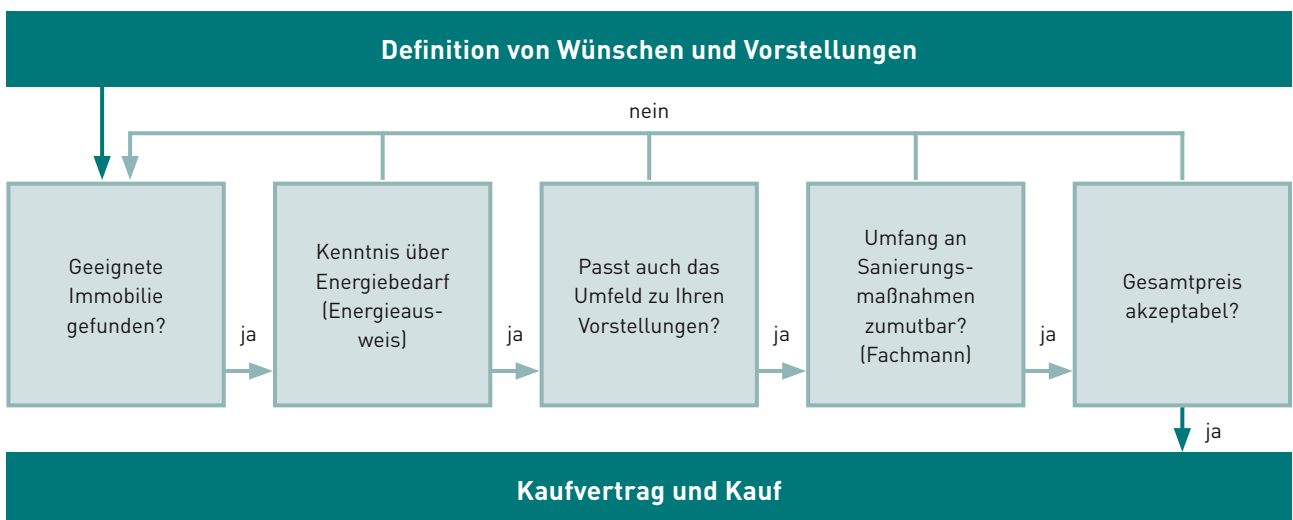 Definition von Wünschen und Vorstellungen
nein
Geeignete
Immobilie
gefunden?
ja
Kenntnis über
Energiebedarf
(Energieaus-
weis)
ja
Passt auch das
Umfeld zu Ihren
Vorstellungen?
ja
Umfang an
Sanierungs-
maßnahmen
zumutbar?
(Fachmann)
ja
Gesamtpreis
akzeptabel?
ja
Kaufvertrag und Kauf